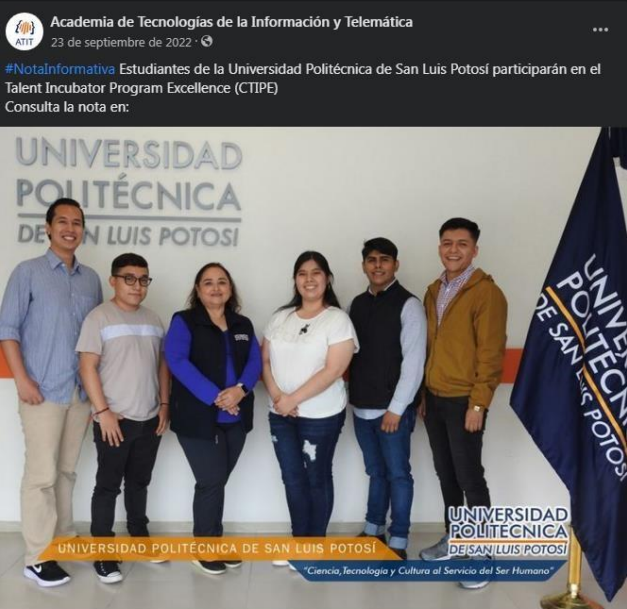 ATIT
Academia de Tecnologías de la Información y Telemática
23 de septiembre de 2022 ·
#NotaInformativa Estudiantes de la Universidad Politécnica de San Luis Potosí participarán en el
Talent Incubator Program Excellence (CTIPE)
Consulta la nota en:
UNIVERSIDAD
POLITÉCNICA
DE SAN LUIS POTOSÍ
UNIVERSIDAD POLITÉCNICA DE SAN LUIS POTOSÍ
UNIVERSIDAD
POLITÉCNICA
DE SAN LUIS POTOSÍ
"Ciencia, Tecnología y Cultura al Servicio del Ser Humano"